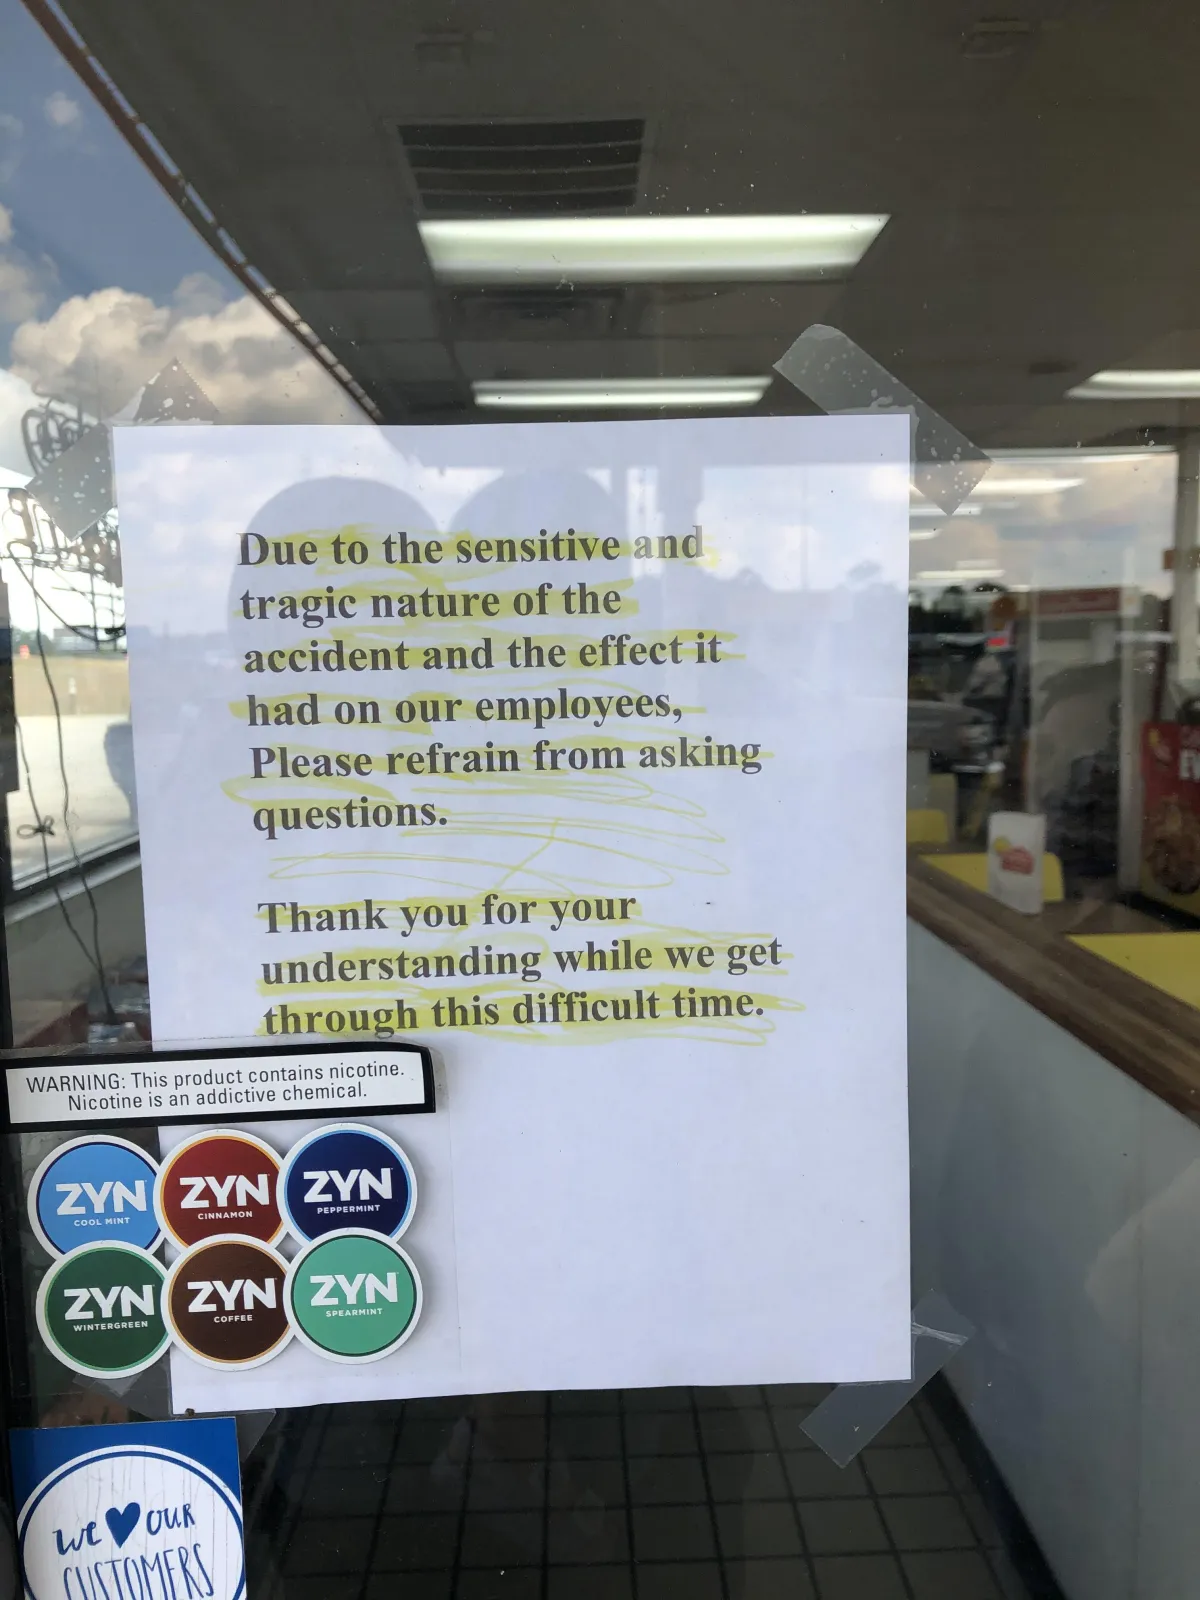 Due to the sensitive and
tragic nature of the
accident and the effect it
had on our employees,
Please refrain from asking
questions.
Thank you for your
understanding while we get
through this difficult time.
WARNING: This product contains nicotine.
Nicotine is an addictive chemical.
ZYN
COOL MINT
ZYN
CINNAMON
ZYN
PEPPERMINT
ZYN
WINTERGREEN
ZYN
COFFEE
ZYN
SPEARMINT
we ♥ our
CUSTOMERS